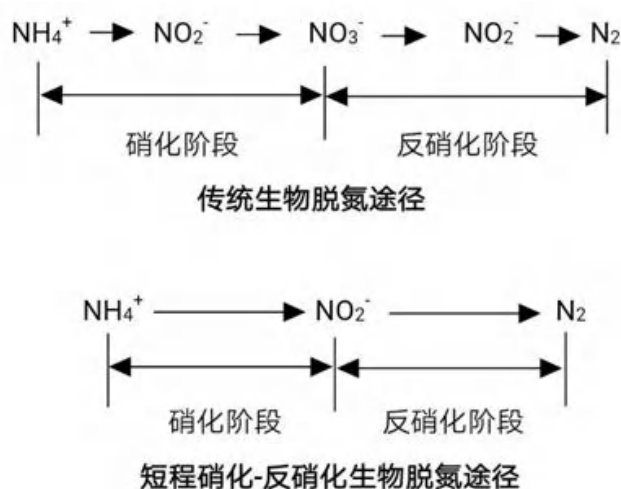 NH₄⁺ → NO₂⁻ → NO₃⁻ → NO₂⁻ → N₂
硝化阶段 反硝化阶段
传统生物脱氮途径
NH₄⁺ → NO₂⁻ → N₂
硝化阶段 反硝化阶段
短程硝化-反硝化生物脱氮途径